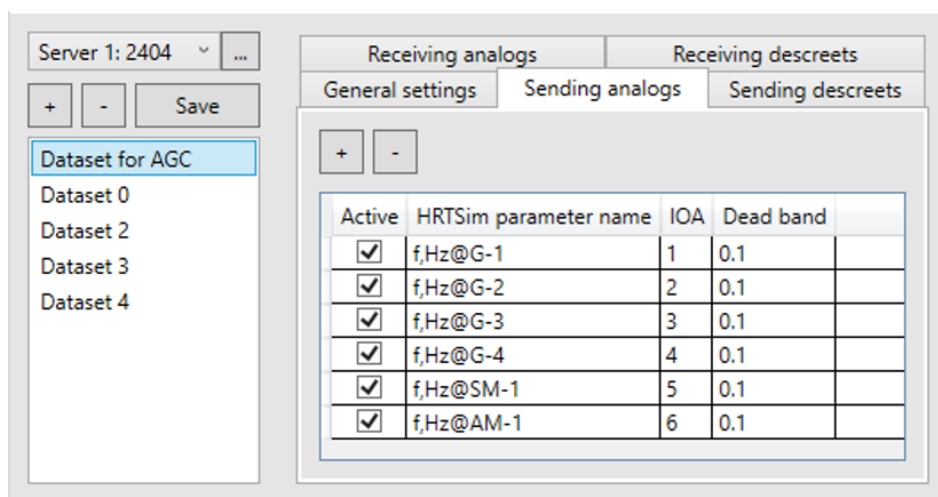 Server 1: 2404 ...
+ - Save
Dataset for AGC
Dataset 0
Dataset 2
Dataset 3
Dataset 4
Receiving analogs Receiving descreets
General settings Sending analogs Sending descreets
+ -
Active HRTSim parameter name IOA Dead band
f,Hz@G-1 1 0.1
f,Hz@G-2 2 0.1
f,Hz@G-3 3 0.1
f,Hz@G-4 4 0.1
f,Hz@SM-1 5 0.1
f,Hz@AM-1 6 0.1